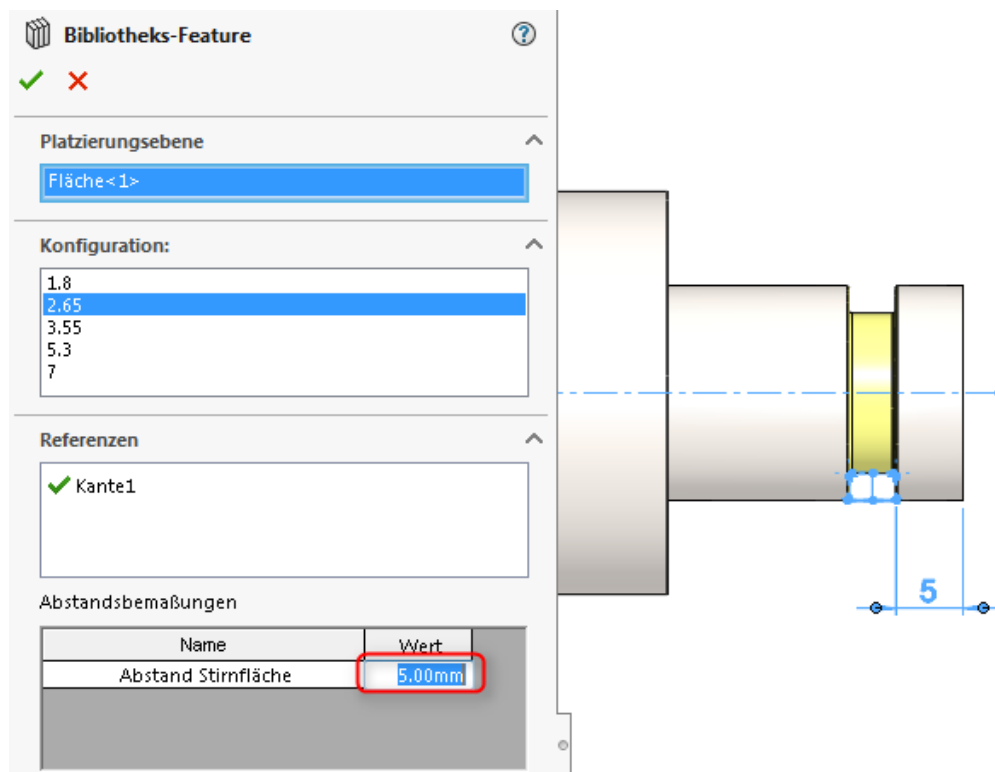 Bibliotheks-Feature
Platzierungsebene
Fläche<1>
Konfiguration:
1.8
2.65
3.55
5.3
7
Referenzen
Kante1
Abstandsbemaßungen
Name Wert
Abstand Stirnfläche 5.00mm
5